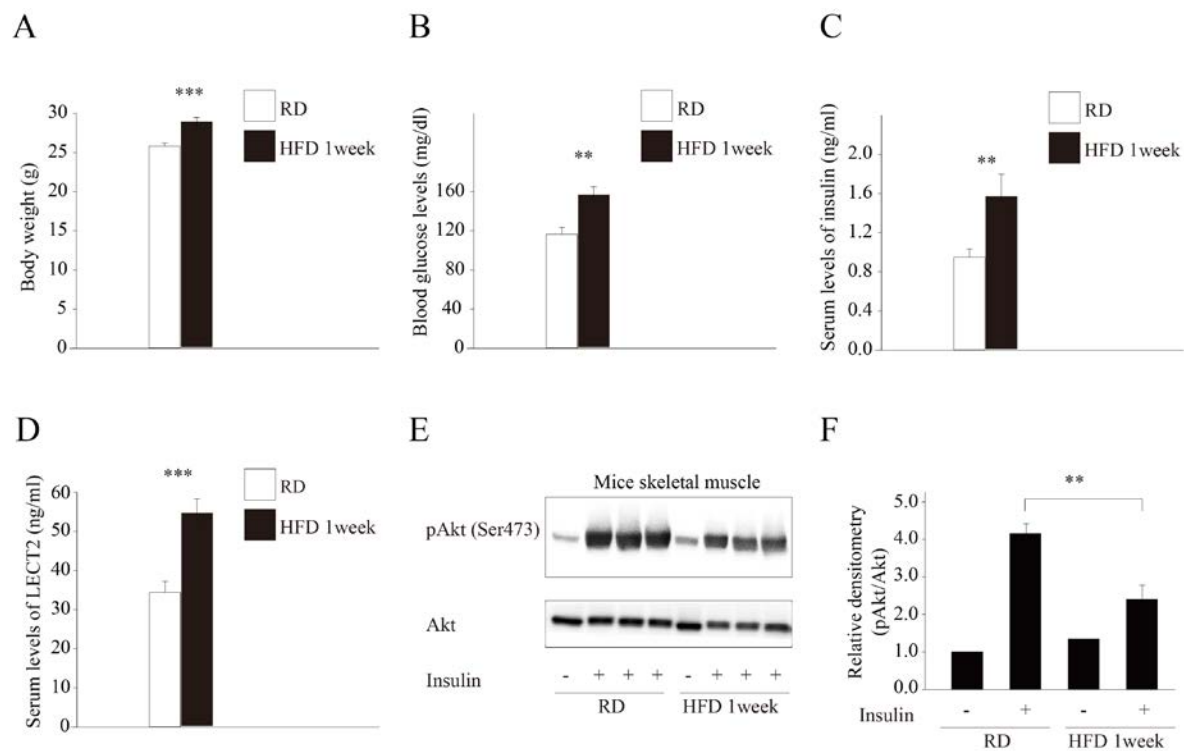 A
Body weight (g)
30
25
20
15
10
5
0
***
RD
HFD 1week
B
Blood glucose levels (mg/dl)
160
120
80
40
0
**
RD
HFD 1week
C
Serum levels of insulin (ng/ml)
2.0
1.6
1.2
0.8
0.4
0.0
**
RD
HFD 1week
D
Serum levels of LECT2 (ng/ml)
60
50
40
30
20
10
0
***
RD
HFD 1week
E
Mice skeletal muscle
pAkt (Ser473)
Akt
Insulin - + + + - + + +
RD HFD 1week
F
Relative densitometry
(pAkt/Akt)
5.0
4.0
2.0
1.0
0.0
**
Insulin - + - +
RD HFD 1week